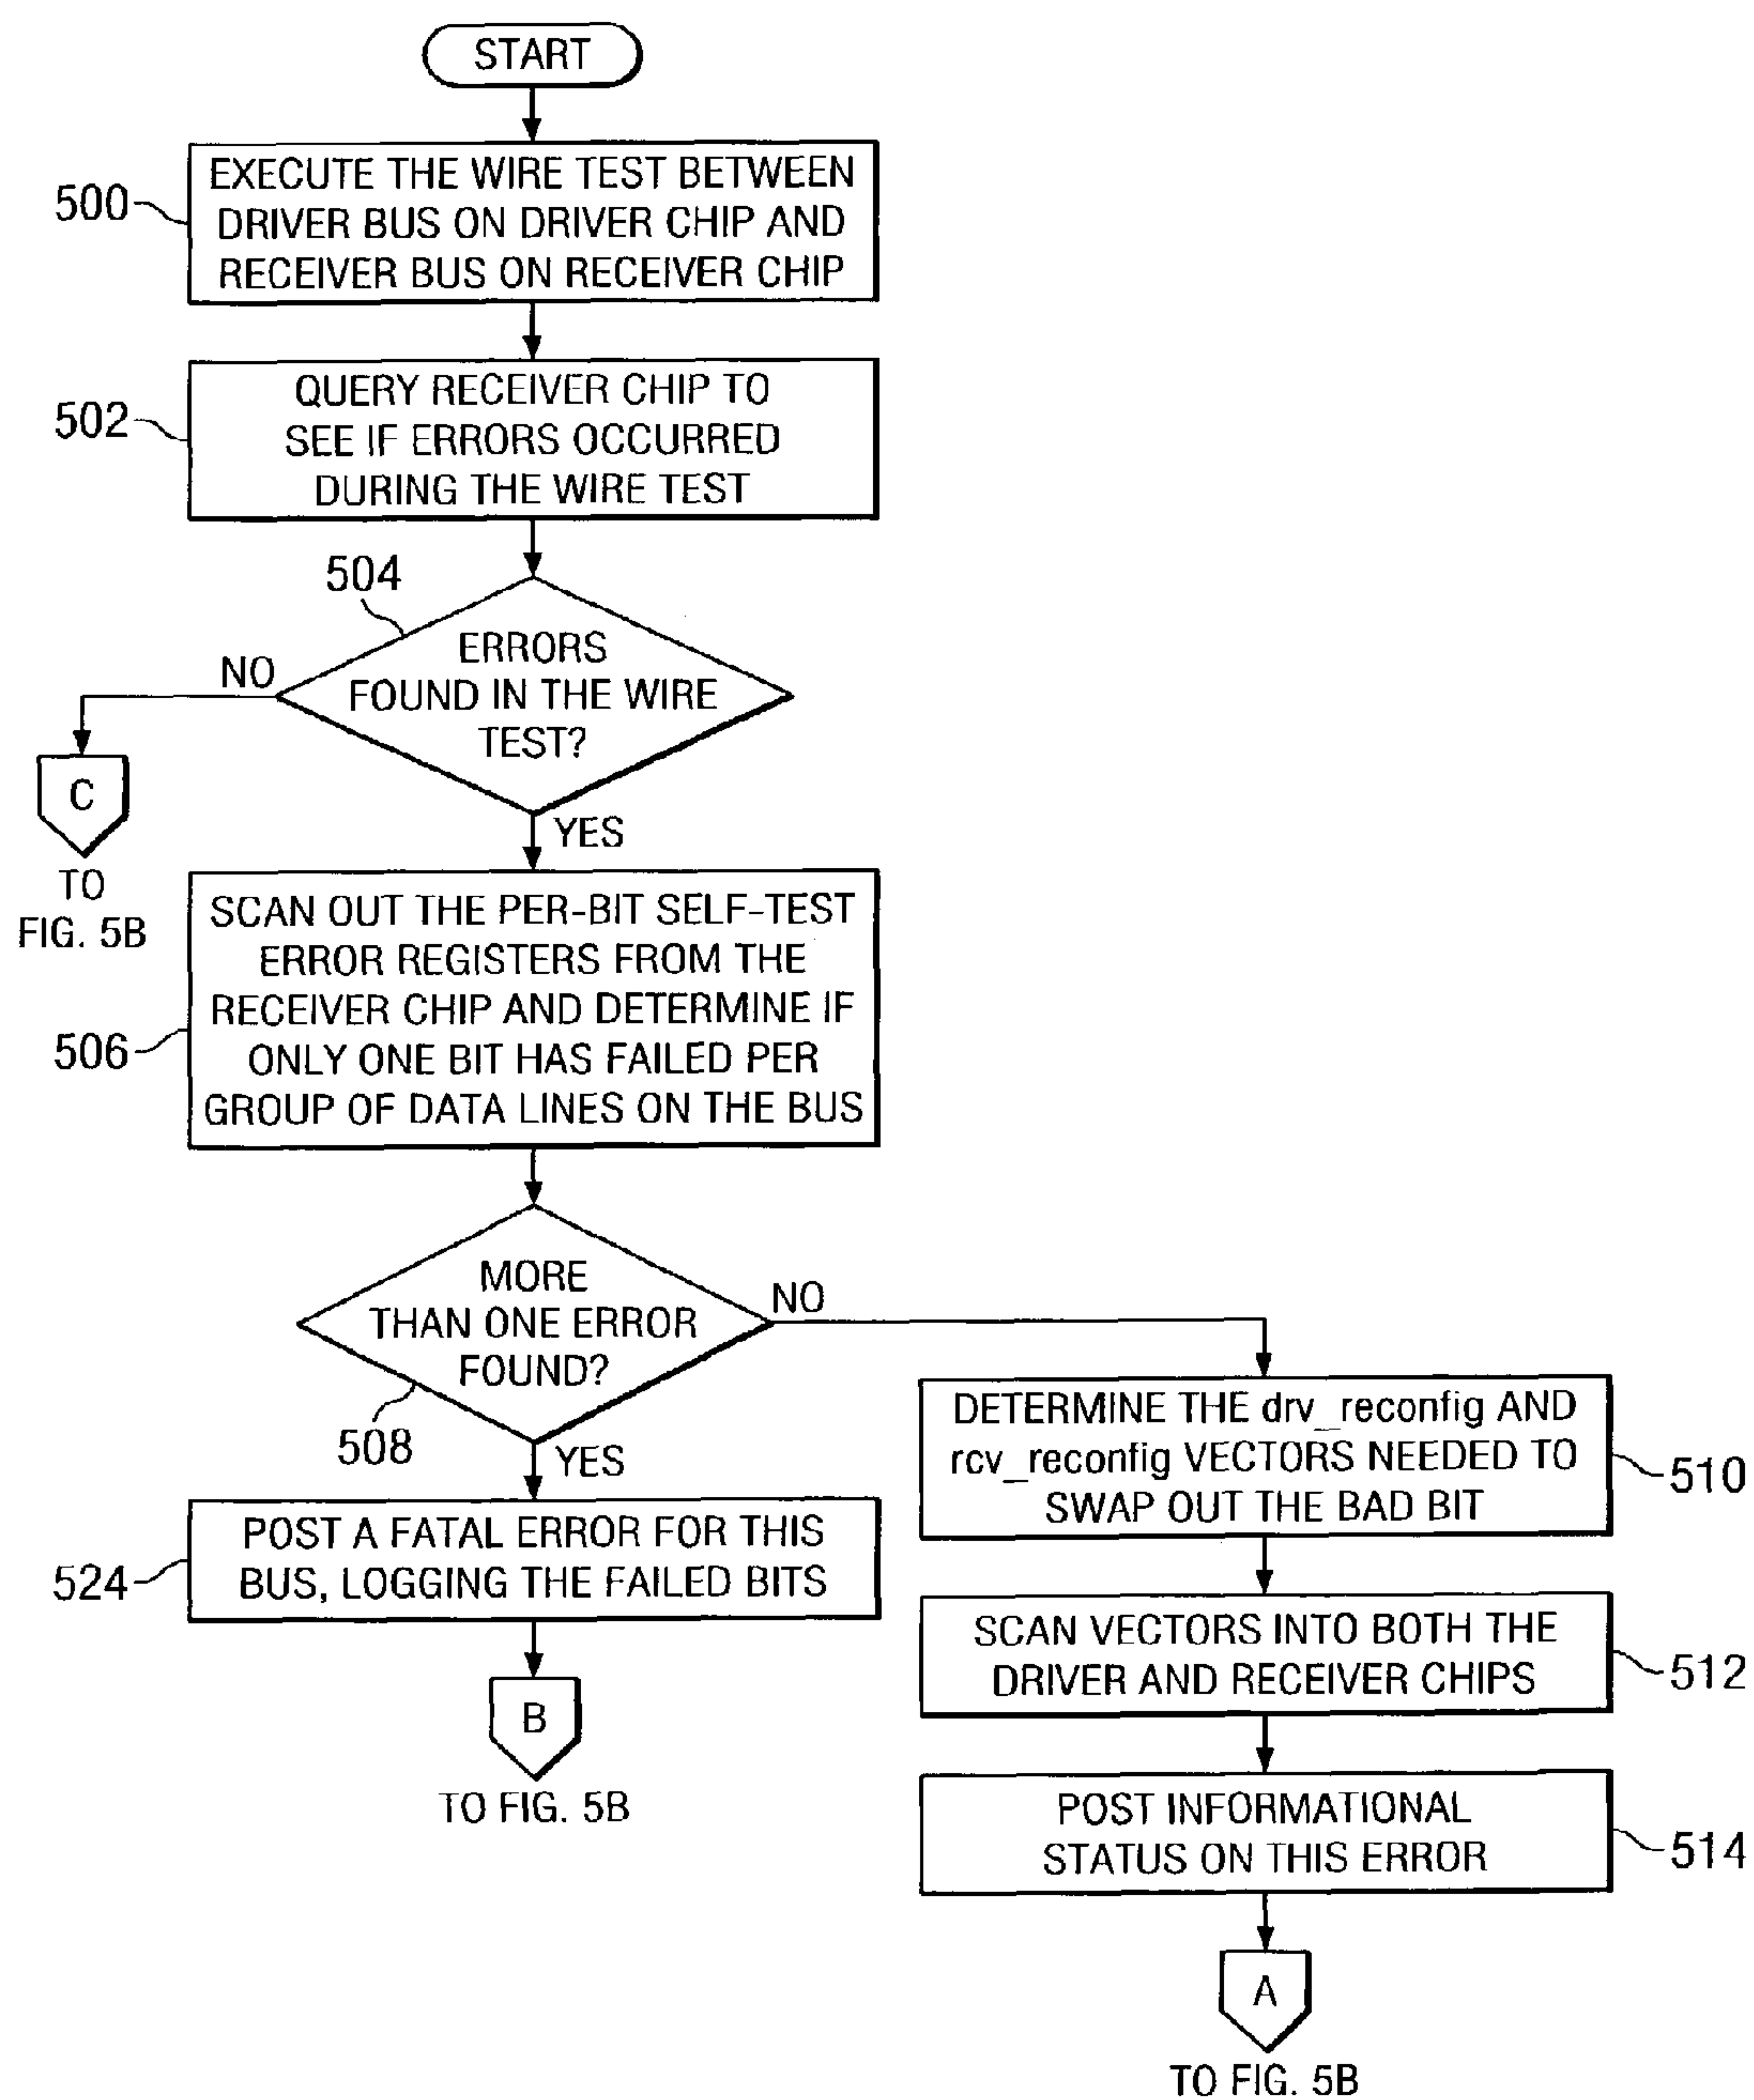 START
500
EXECUTE THE WIRE TEST BETWEEN
DRIVER BUS ON DRIVER CHIP AND
RECEIVER BUS ON RECEIVER CHIP
502
QUERY RECEIVER CHIP TO
SEE IF ERRORS OCCURRED
DURING THE WIRE TEST
504
ERRORS
FOUND IN THE WIRE
TEST?
NO
C
TO
FIG. 5B
YES
506
SCAN OUT THE PER-BIT SELF-TEST
ERROR REGISTERS FROM THE
RECEIVER CHIP AND DETERMINE IF
ONLY ONE BIT HAS FAILED PER
GROUP OF DATA LINES ON THE BUS
MORE
THAN ONE ERROR
FOUND?
508
NO
YES
524
POST A FATAL ERROR FOR THIS
BUS, LOGGING THE FAILED BITS
B
TO FIG. 5B
DETERMINE THE drv_reconfig AND
rcv_reconfig VECTORS NEEDED TO
SWAP OUT THE BAD BIT
510
SCAN VECTORS INTO BOTH THE
DRIVER AND RECEIVER CHIPS
512
POST INFORMATIONAL
STATUS ON THIS ERROR
514
A
TO FIG. 5B